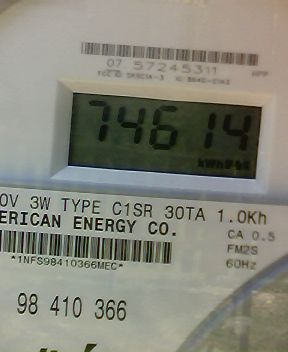 07 57245311
74614
kWh
0V 3W TYPE C1SR 30TA 1.0Kh
ERICAN ENERGY CO.
CA 0.5
FM2S
60Hz
*1NFS98410366MEC*
98 410 366